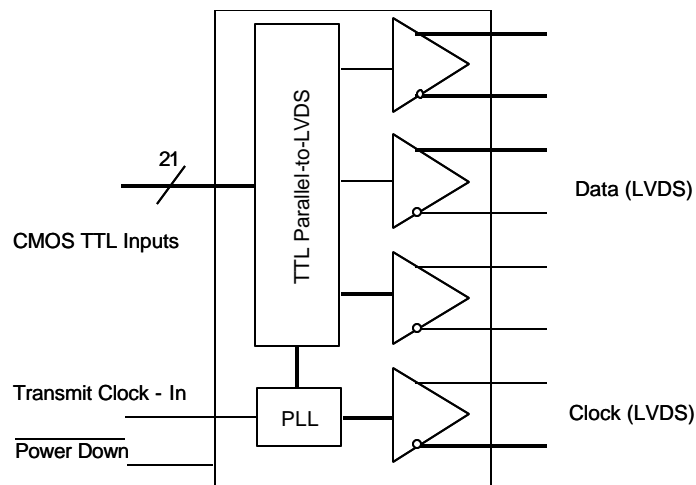 21
CMOS TTL Inputs
TTL Parallel-to-LVDS
Data (LVDS)
Transmit Clock - In
PLL
Clock (LVDS)
Power Down